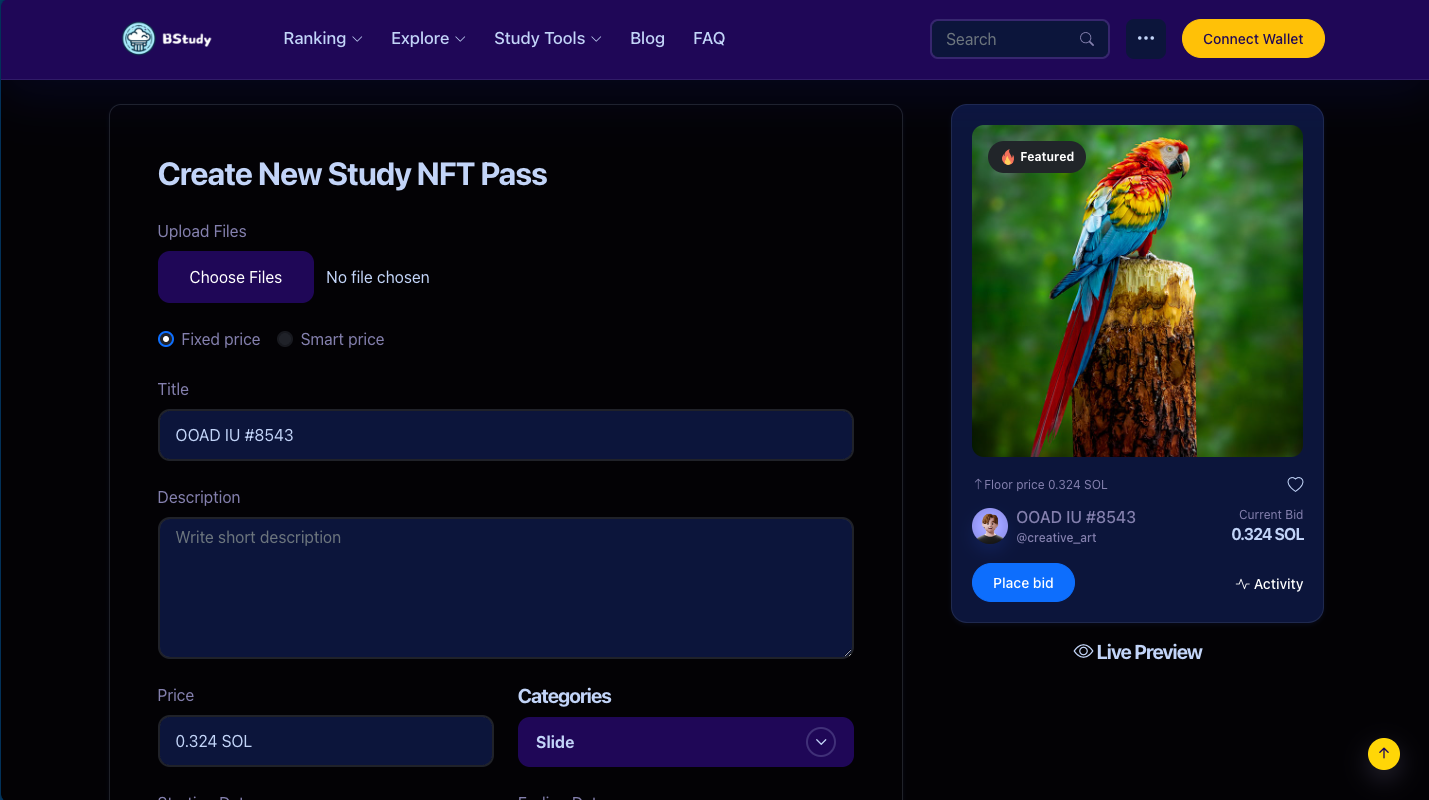 BStudy
Ranking
Explore
Study Tools
Blog
FAQ
Search
Connect Wallet
Create New Study NFT Pass
Upload Files
Choose Files No file chosen
Fixed price Smart price
Title
OOAD IU #8543
Description
Write short description
Price
0.324 SOL
Categories
Slide
Featured
Floor price 0.324 SOL
OOAD IU #8543
@creative_art
Current Bid
0.324 SOL
Place bid
Activity
Live Preview